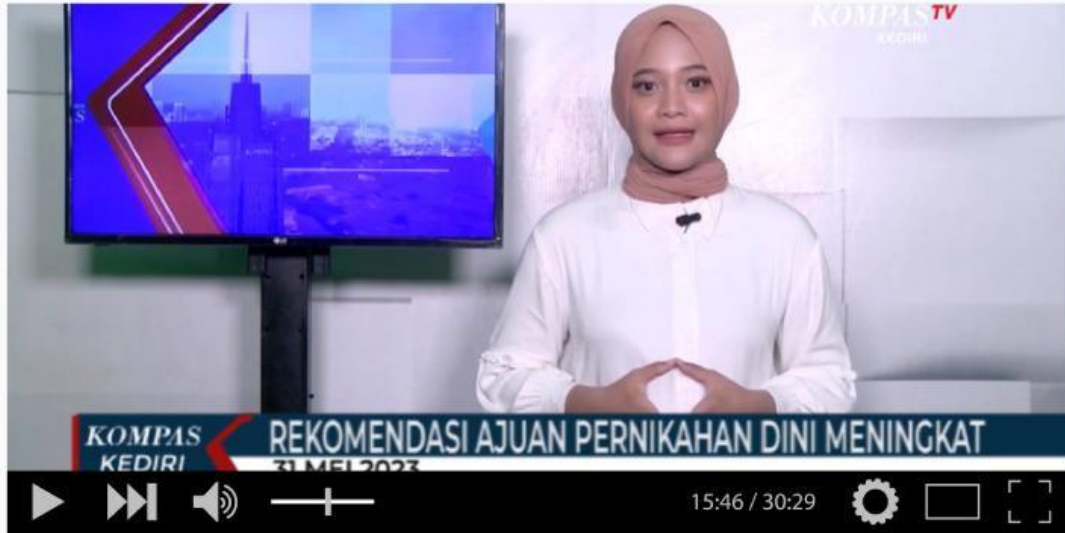 KOMPAS TV
KEDIRI
KOMPAS
KEDIRI
REKOMENDASI AJUAN PERNIKAHAN DINI MENINGKAT
31 MEI 2023
15:46 / 30:29